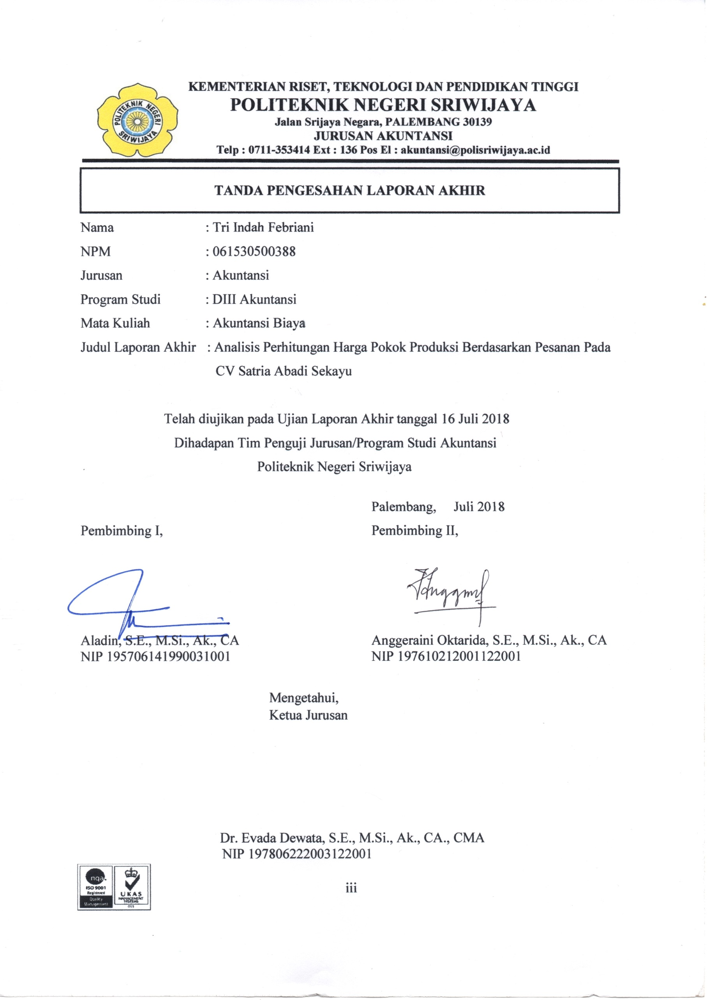 KEMENTERIAN RISET, TEKNOLOGI DAN PENDIDIKAN TINGGI
POLITEKNIK NEGERI SRIWIJAYA
Jalan Srijaya Negara, PALEMBANG 30139
JURUSAN AKUNTANSI
Telp : 0711-353414 Ext : 136 Pos El : akuntansi@polisriwijaya.ac.id
POLITEKNIK NEGERI
SRIWIJAYA
TANDA PENGESAHAN LAPORAN AKHIR
Nama : Tri Indah Febriani
NPM : 061530500388
Jurusan : Akuntansi
Program Studi : DIII Akuntansi
Mata Kuliah : Akuntansi Biaya
Judul Laporan Akhir : Analisis Perhitungan Harga Pokok Produksi Berdasarkan Pesanan Pada
CV Satria Abadi Sekayu
Telah diujikan pada Ujian Laporan Akhir tanggal 16 Juli 2018
Dihadapan Tim Penguji Jurusan/Program Studi Akuntansi
Politeknik Negeri Sriwijaya
Palembang, Juli 2018
Pembimbing I, Pembimbing II,
Aladin, S.E., M.Si., Ak., CA Anggeraini Oktarida, S.E., M.Si., Ak., CA
NIP 195706141990031001 NIP 197610212001122001
Mengetahui,
Ketua Jurusan
Dr. Evada Dewata, S.E., M.Si., Ak., CA., CMA
NIP 197806222003122001
nqa.
ISO 9001
Registered
Quality
Management
UKAS
MANAGEMENT
SYSTEMS
015
iii